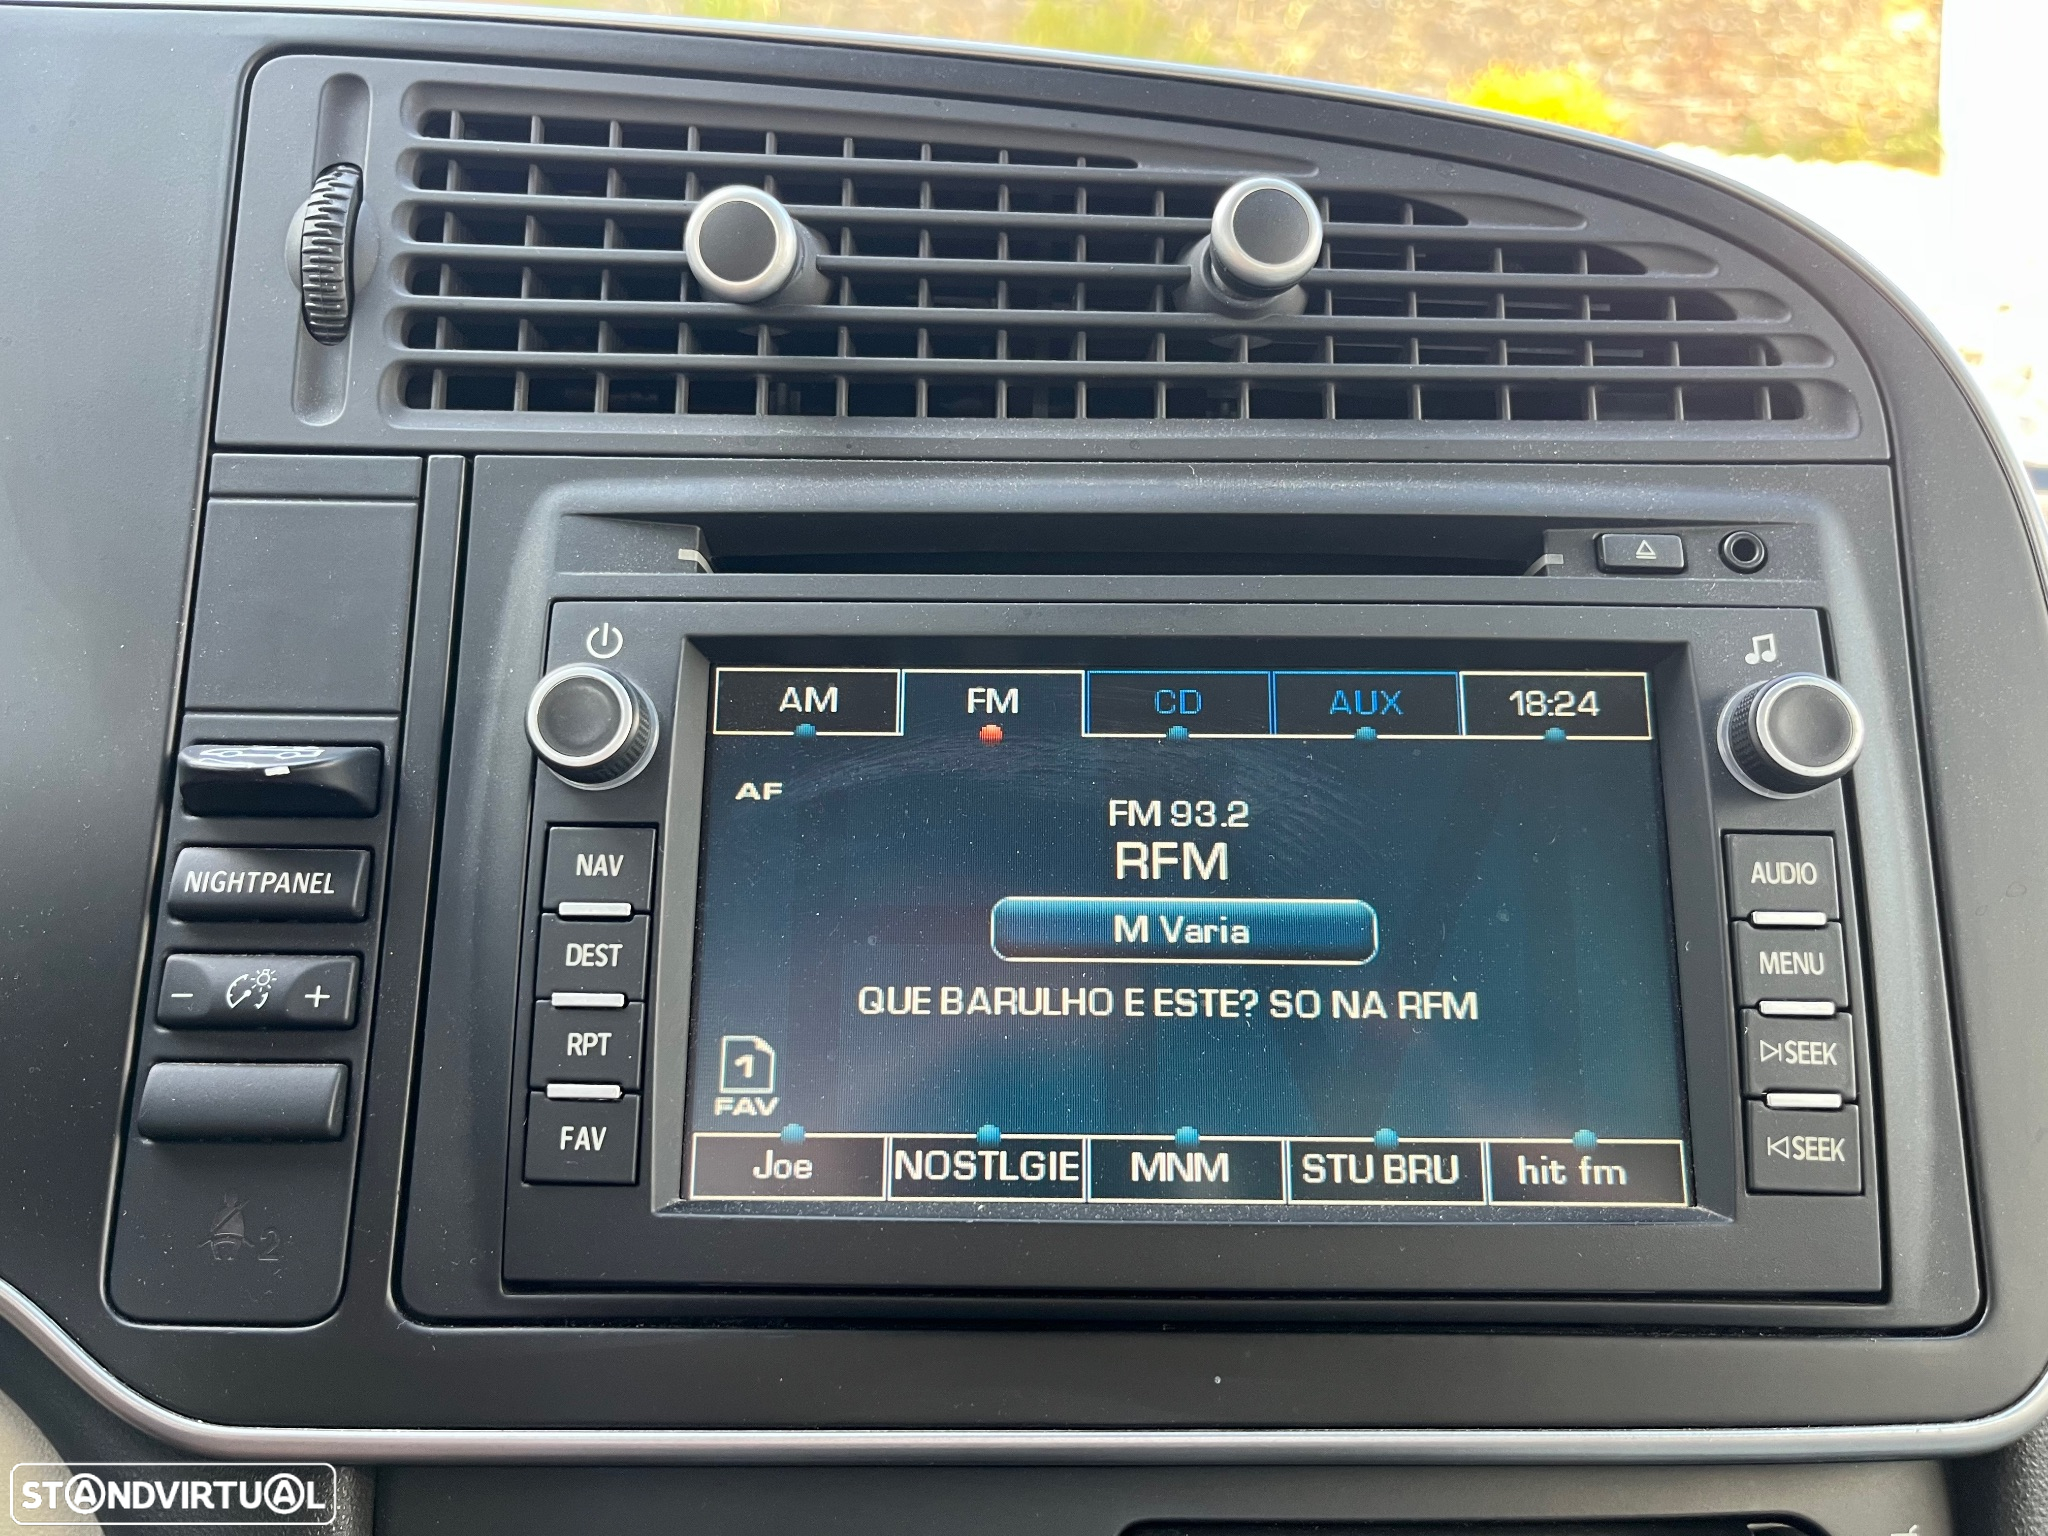 AM FM CD AUX 18:24
AF
FM 93.2
RFM
M Varia
QUE BARULHO E ESTE? SO NA RFM
1
FAV
Joe NOSTLGIE MNM STU BRU hit fm
NAV
DEST
RPT
FAV
AUDIO
MENU
SEEK
SEEK
NIGHTPANEL
- +
2
STANDVIRTUAL